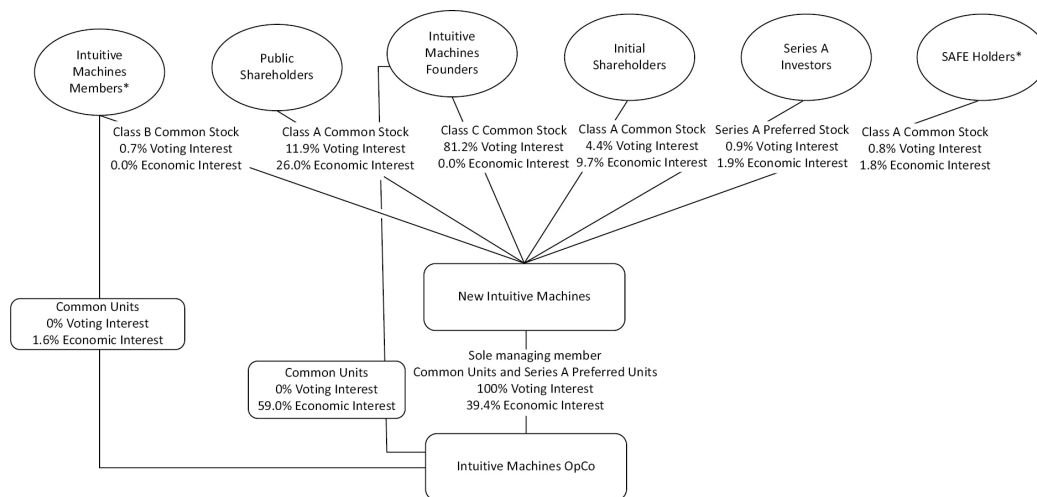 Intuitive
Machines
Members*
Public
Shareholders
Intuitive
Machines
Founders
Initial
Shareholders
Series A
Investors
SAFE Holders*
Class B Common Stock
0.7% Voting Interest
0.0% Economic Interest
Class A Common Stock
11.9% Voting Interest
26.0% Economic Interest
Class C Common Stock
81.2% Voting Interest
0.0% Economic Interest
Class A Common Stock
4.4% Voting Interest
9.7% Economic Interest
Series A Preferred Stock
0.9% Voting Interest
1.9% Economic Interest
Class A Common Stock
0.8% Voting Interest
1.8% Economic Interest
New Intuitive Machines
Common Units
0% Voting Interest
1.6% Economic Interest
Common Units
0% Voting Interest
59.0% Economic Interest
Sole managing member
Common Units and Series A Preferred Units
100% Voting Interest
39.4% Economic Interest
Intuitive Machines OpCo